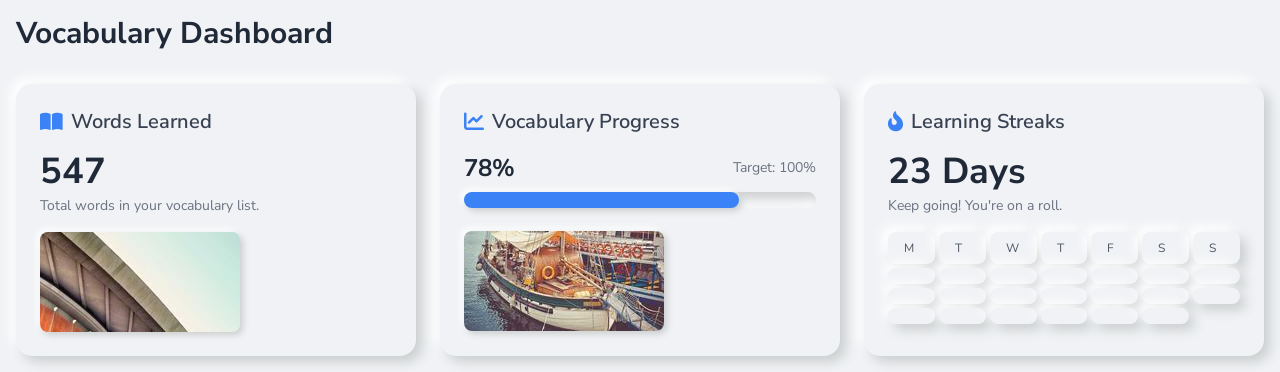 Vocabulary Dashboard
Words Learned
547
Total words in your vocabulary list.
Vocabulary Progress
78%
Target: 100%
Learning Streaks
23 Days
Keep going! You're on a roll.
M T W T F S S